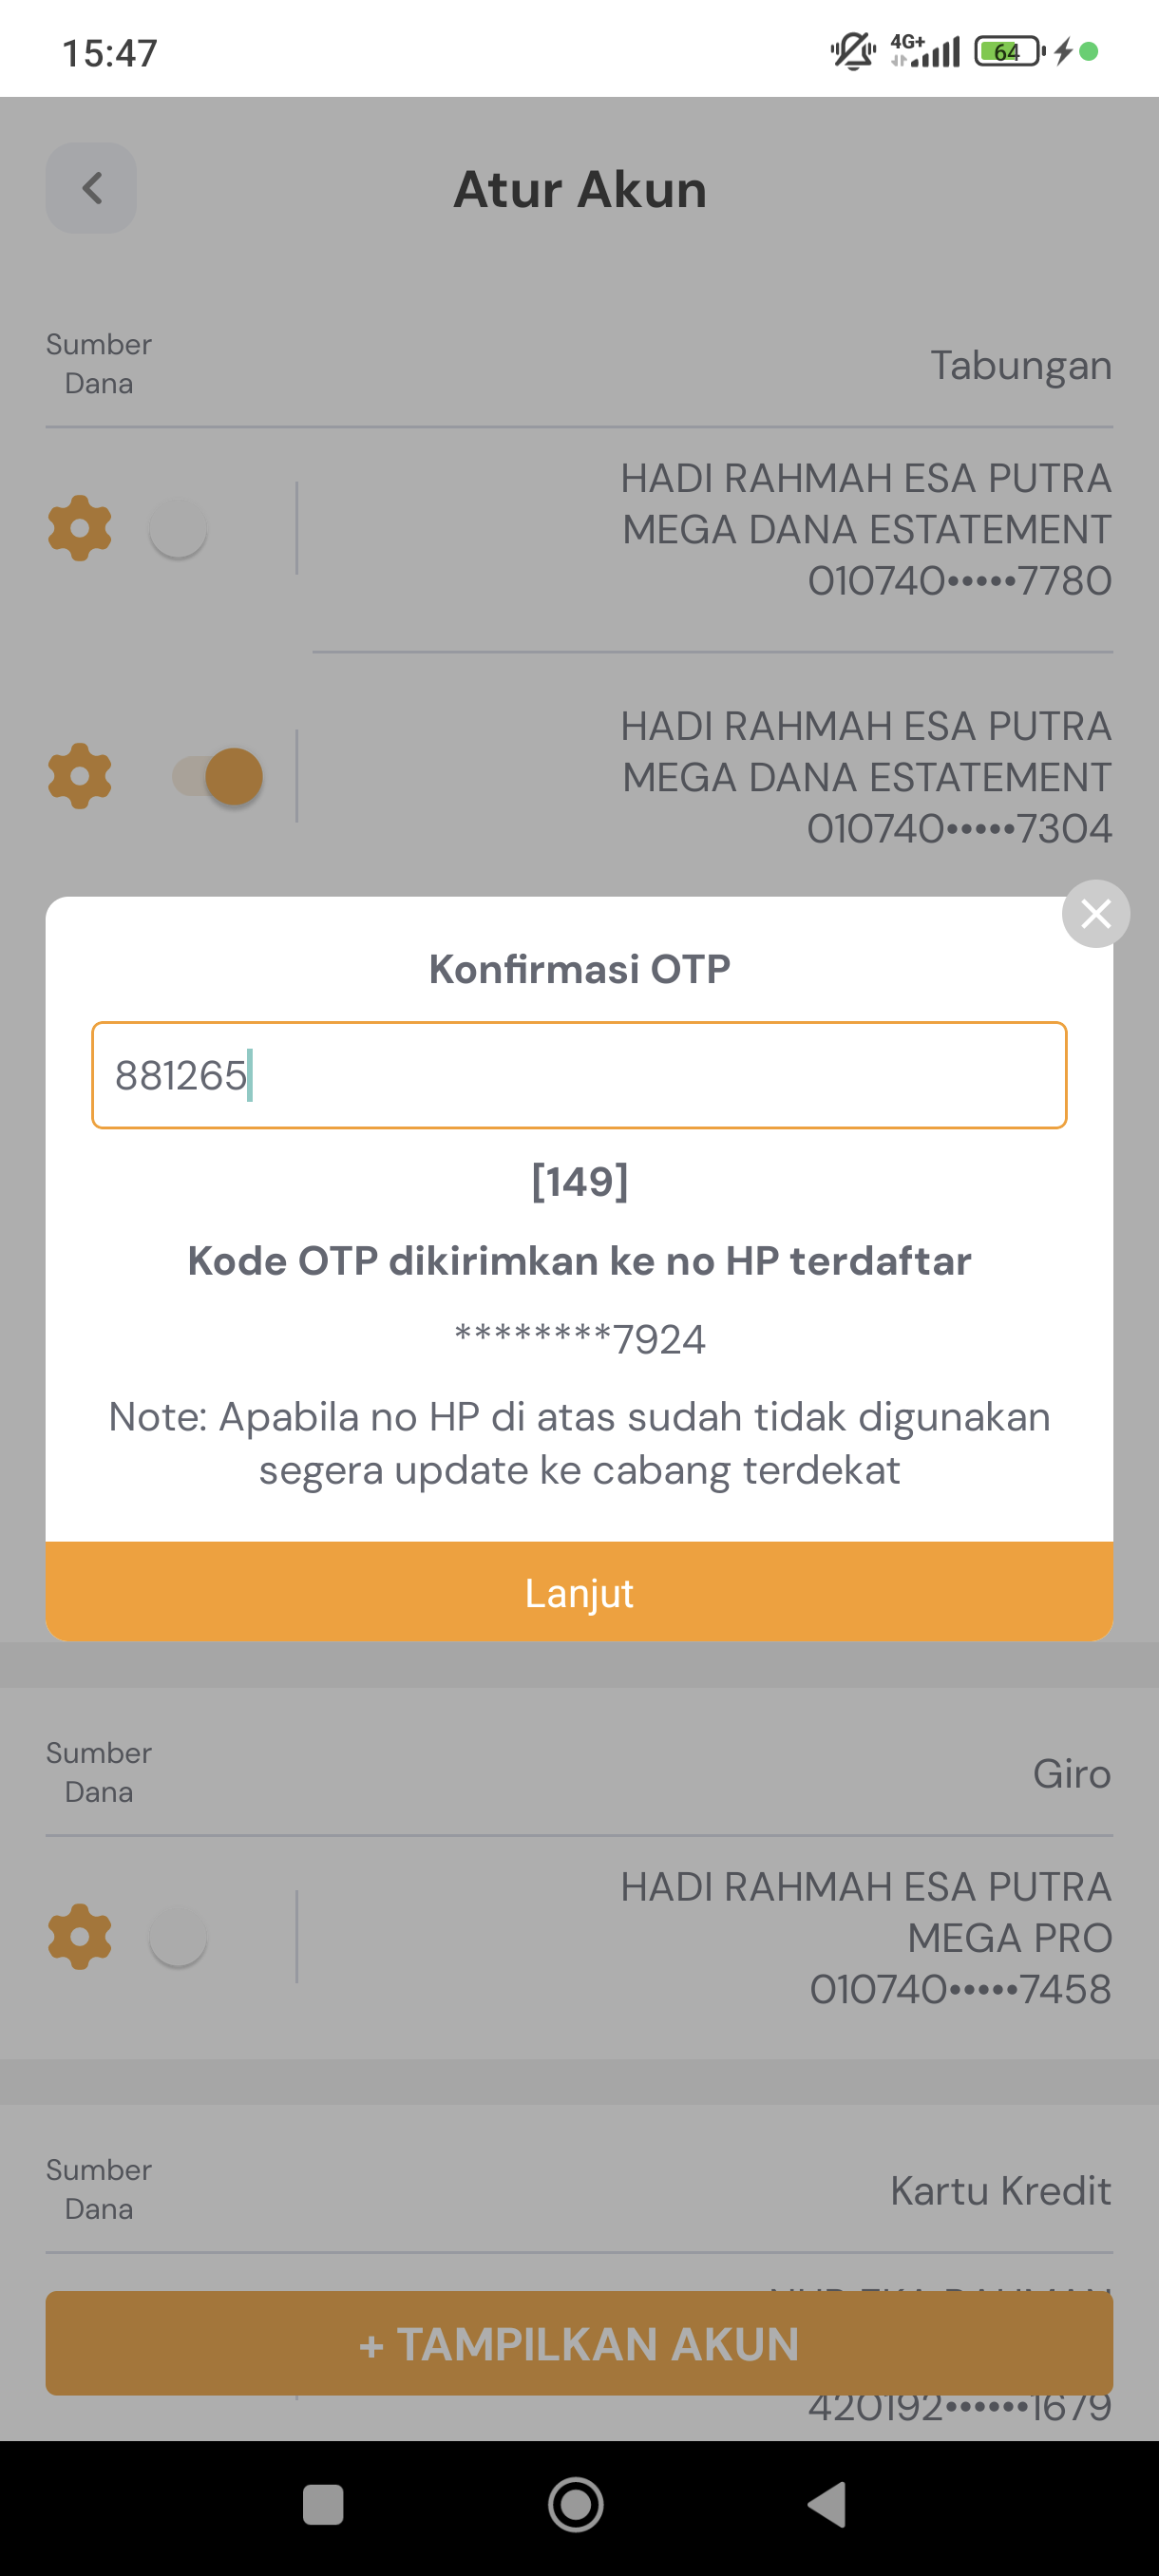 15:47
4G+
64
Atur Akun
Sumber
Dana
Tabungan
HADI RAHMAH ESA PUTRA
MEGA DANA ESTATEMENT
010740•••••7780
HADI RAHMAH ESA PUTRA
MEGA DANA ESTATEMENT
010740•••••7304
Konfirmasi OTP
881265
[149]
Kode OTP dikirimkan ke no HP terdaftar
********7924
Note: Apabila no HP di atas sudah tidak digunakan
segera update ke cabang terdekat
Lanjut
Sumber
Dana
Giro
HADI RAHMAH ESA PUTRA
MEGA PRO
010740•••••7458
Sumber
Dana
Kartu Kredit
+ TAMPILKAN AKUN
420192••••••1679